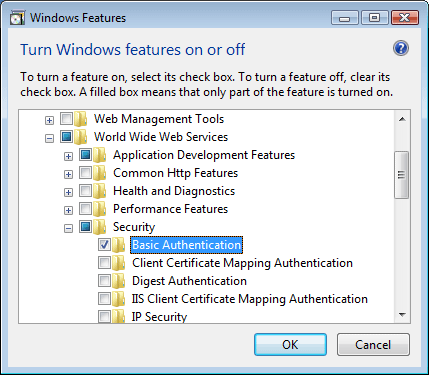 Windows Features
Turn Windows features on or off
To turn a feature on, select its check box. To turn a feature off, clear its
check box. A filled box means that only part of the feature is turned on.
Web Management Tools
World Wide Web Services
Application Development Features
Common Http Features
Health and Diagnostics
Performance Features
Security
Basic Authentication
Client Certificate Mapping Authentication
Digest Authentication
IIS Client Certificate Mapping Authentication
IP Security
OK
Cancel